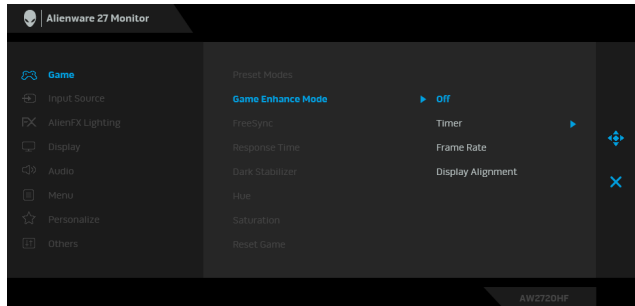 Alienware 27 Monitor
Game
Input Source
AlienFX Lighting
Display
Audio
Menu
Personalize
Others
Preset Modes
Game Enhance Mode
FreeSync
Response Time
Dark Stabilizer
Hue
Saturation
Reset Game
Off
Timer
Frame Rate
Display Alignment
AW2720HF